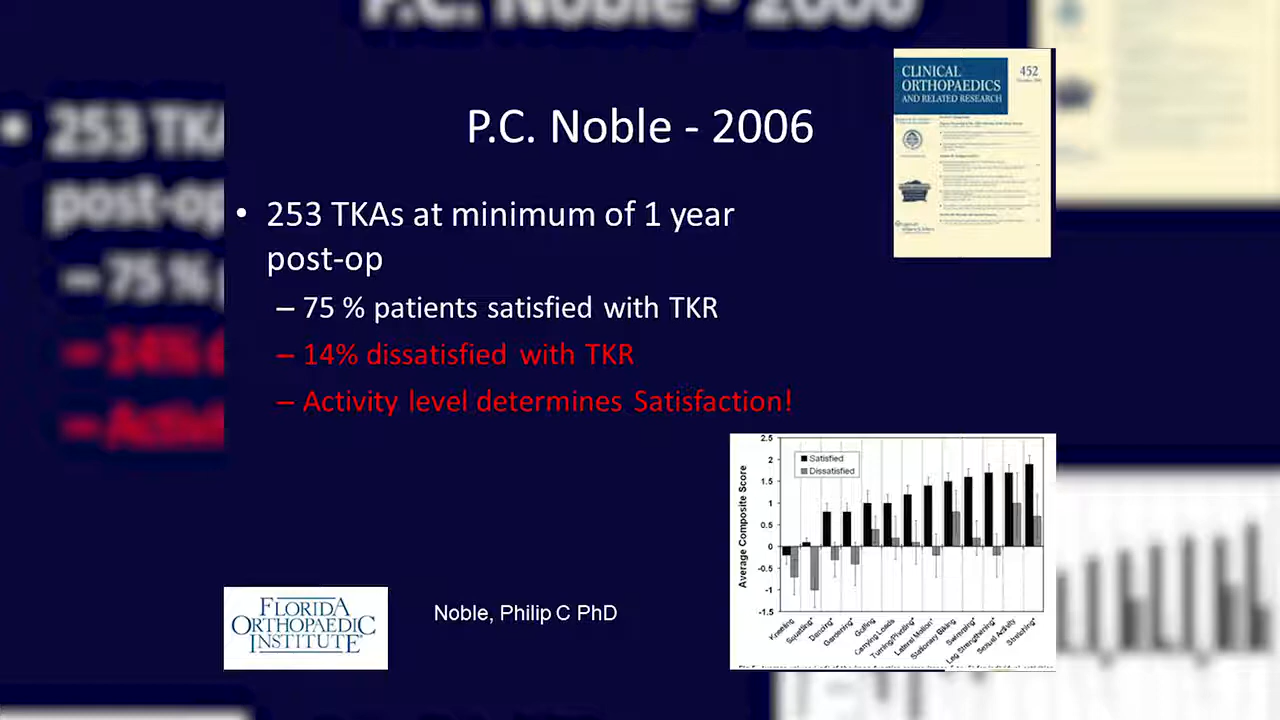 P.C. Noble - 2006
CLINICAL
ORTHOPAEDICS
AND RELATED RESEARCH
452
• 253 TKAs at minimum of 1 year
post-op
– 75 % patients satisfied with TKR
– 14% dissatisfied with TKR
– Activity level determines Satisfaction!
2.5
2
1.5
1
0.5
0
-0.5
-1
-1.5
Average Composite Score
Satisfied
Dissatisfied
Kneeling
Squatting*
Dancing*
Gardening*
Golfing
Carrying Loads
Turning/Pivoting*
Lateral Motion*
Stationary Biking
Swimming*
Leg Strengthening*
Sexual Activity
Stretching*
FLORIDA
ORTHOPAEDIC
INSTITUTE
Noble, Philip C PhD